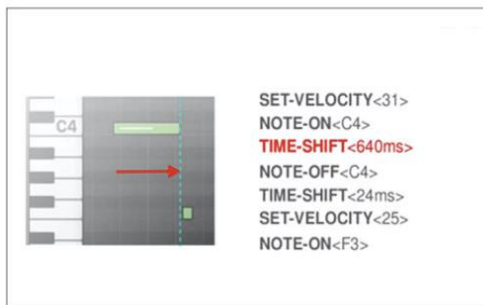 C4
SET-VELOCITY<31>
NOTE-ON<C4>
TIME-SHIFT<640ms>
NOTE-OFF<C4>
TIME-SHIFT<24ms>
SET-VELOCITY<25>
NOTE-ON<F3>